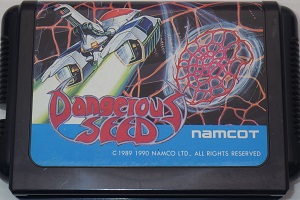 Dangerous
Seed
namcot
© 1989 1990 NAMCO LTD., ALL RIGHTS RESERVED